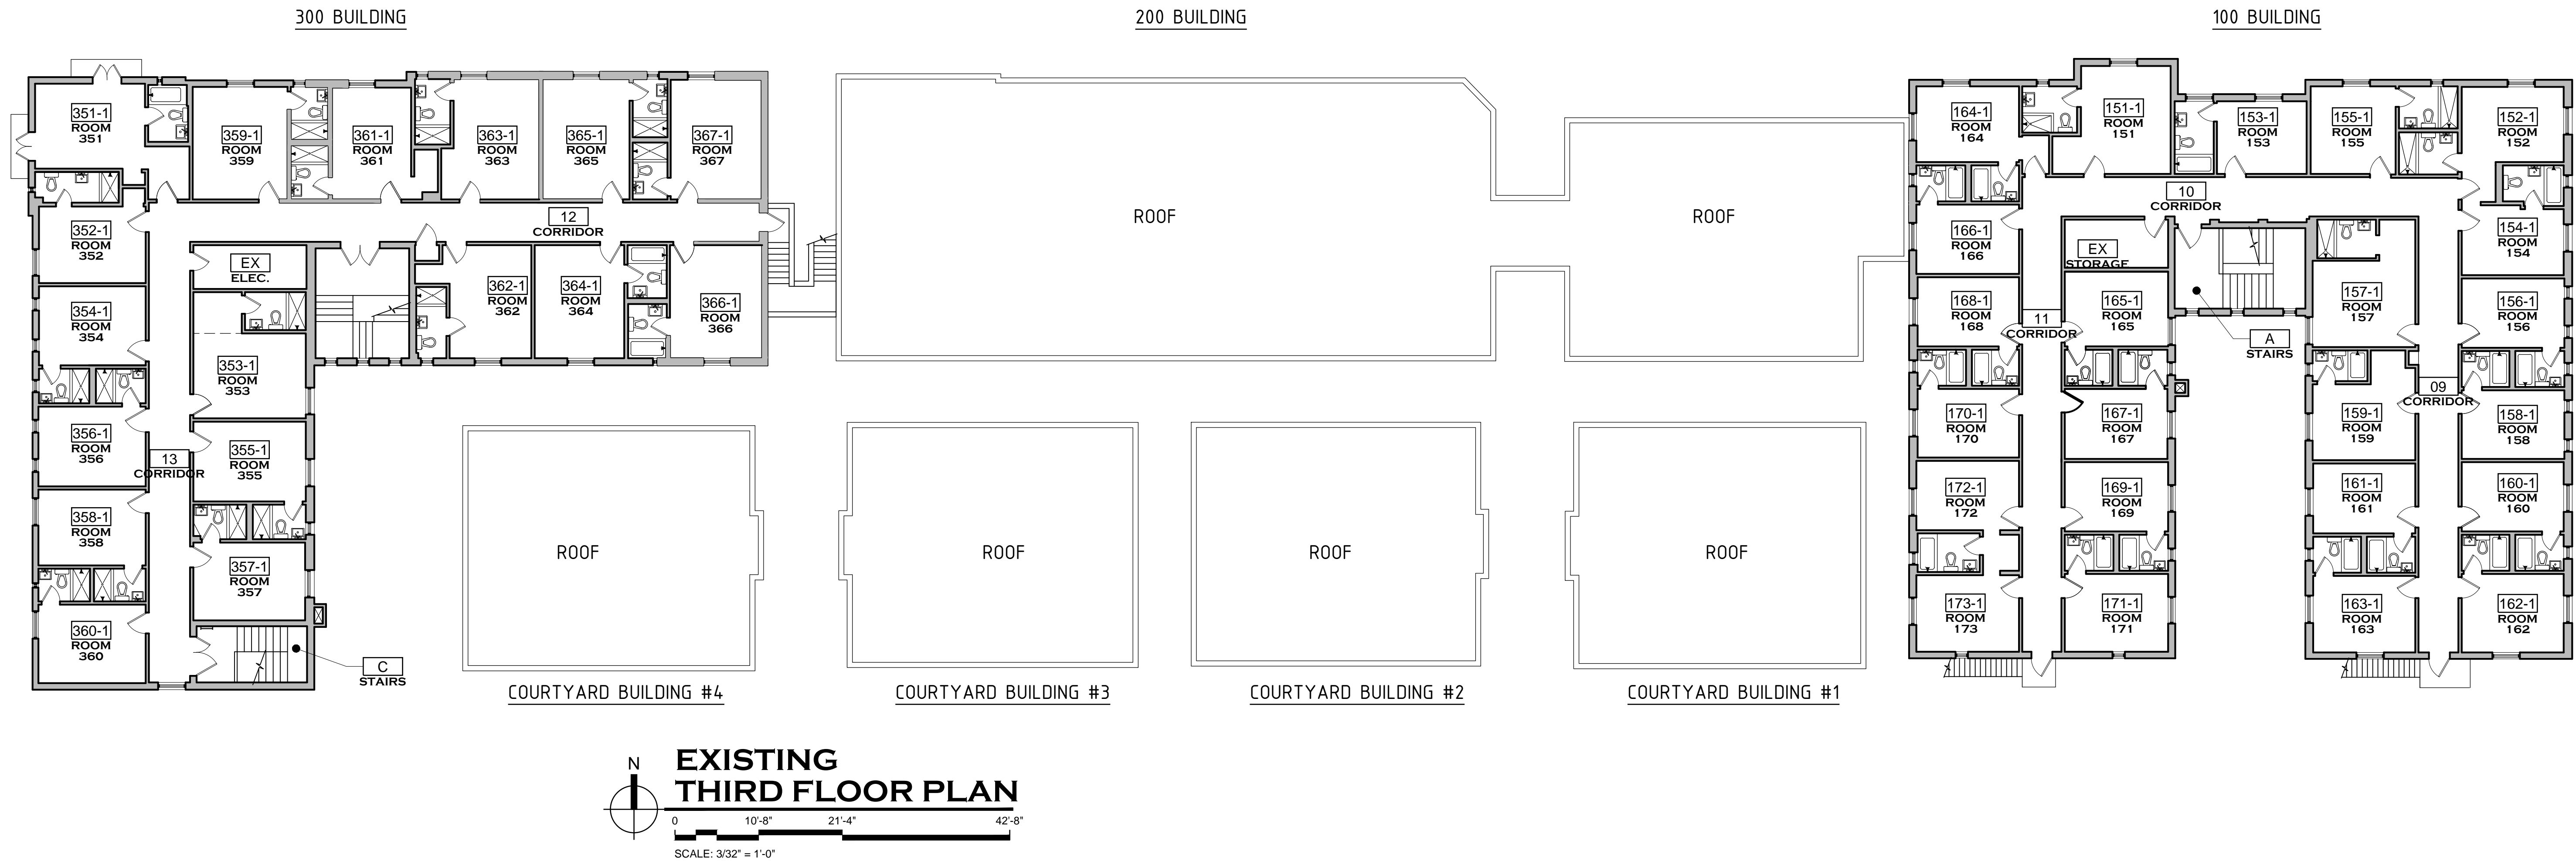 300 BUILDING
200 BUILDING
100 BUILDING
351-1
ROOM
351
359-1
ROOM
359
361-1
ROOM
361
363-1
ROOM
363
365-1
ROOM
365
367-1
ROOM
367
352-1
ROOM
352
12
CORRIDOR
EX
ELEC.
354-1
ROOM
354
362-1
ROOM
362
364-1
ROOM
364
366-1
ROOM
366
353-1
ROOM
353
356-1
ROOM
356
355-1
ROOM
355
13
CORRIDOR
358-1
ROOM
358
357-1
ROOM
357
360-1
ROOM
360
C
STAIRS
ROOF
ROOF
ROOF
ROOF
ROOF
ROOF
COURTYARD BUILDING #4
COURTYARD BUILDING #3
COURTYARD BUILDING #2
COURTYARD BUILDING #1
164-1
ROOM
164
151-1
ROOM
151
153-1
ROOM
153
155-1
ROOM
155
152-1
ROOM
152
10
CORRIDOR
166-1
ROOM
166
EX
STORAGE
154-1
ROOM
154
168-1
ROOM
168
11
CORRIDOR
165-1
ROOM
165
157-1
ROOM
157
156-1
ROOM
156
A
STAIRS
170-1
ROOM
170
167-1
ROOM
167
159-1
ROOM
159
09
CORRIDOR
158-1
ROOM
158
172-1
ROOM
172
169-1
ROOM
169
161-1
ROOM
161
160-1
ROOM
160
173-1
ROOM
173
171-1
ROOM
171
163-1
ROOM
163
162-1
ROOM
162
N
EXISTING
THIRD FLOOR PLAN
0 10'-8" 21'-4" 42'-8"
SCALE: 3/32" = 1'-0"